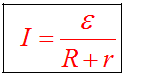 I = ε / (R + r)